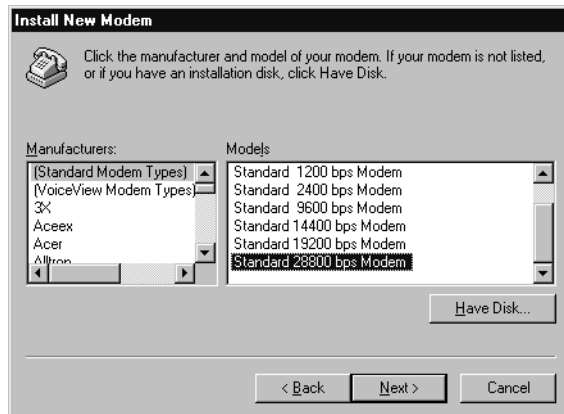 Install New Modem
Click the manufacturer and model of your modem. If your modem is not listed,
or if you have an installation disk, click Have Disk.
Manufacturers:
(Standard Modem Types)
(VoiceView Modem Types)
3X
Aceex
Acer
Alltron
Models
Standard 1200 bps Modem
Standard 2400 bps Modem
Standard 9600 bps Modem
Standard 14400 bps Modem
Standard 19200 bps Modem
Standard 28800 bps Modem
Have Disk...
< Back
Next >
Cancel